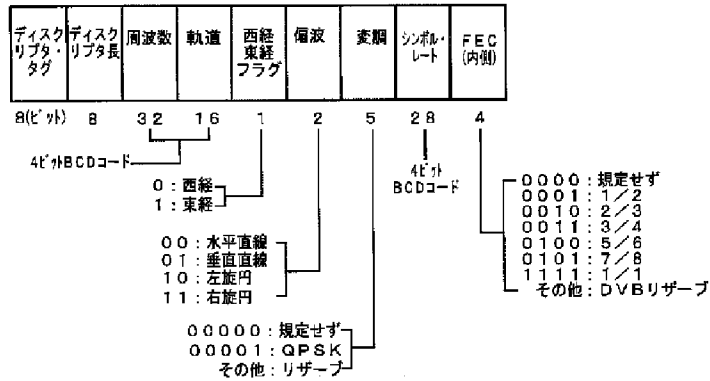 ディスクリプタ・タグ
ディスクリプタ長
周波数
軌道
西経東経フラグ
偏波
変調
シンボル・レート
FEC(内側)
8(ビット) 8 32 16 1 2 5 28 4
4ビットBCDコード
4ビットBCDコード
0:西経
1:東経
00:水平直線
01:垂直直線
10:左旋円
11:右旋円
00000:規定せず
00001:QPSK
その他:リザーブ
0000:規定せず
0001:1/2
0010:2/3
0011:3/4
0100:5/6
0101:7/8
1111:1/1
その他:DVBリザーブ